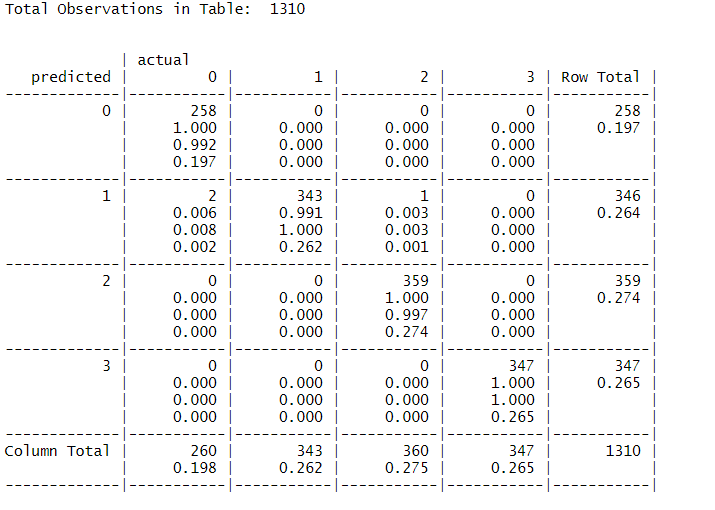 Total Observations in Table:  1310
             | actual
   predicted |         0 |         1 |         2 |         3 | Row Total |
-------------|-----------|-----------|-----------|-----------|-----------|
           0 |       258 |         0 |         0 |         0 |       258 |
             |     1.000 |     0.000 |     0.000 |     0.000 |     0.197 |
             |     0.992 |     0.000 |     0.000 |     0.000 |           |
             |     0.197 |     0.000 |     0.000 |     0.000 |           |
-------------|-----------|-----------|-----------|-----------|-----------|
           1 |         2 |       343 |         1 |         0 |       346 |
             |     0.006 |     0.991 |     0.003 |     0.000 |     0.264 |
             |     0.008 |     1.000 |     0.003 |     0.000 |           |
             |     0.002 |     0.262 |     0.001 |     0.000 |           |
-------------|-----------|-----------|-----------|-----------|-----------|
           2 |         0 |         0 |       359 |         0 |       359 |
             |     0.000 |     0.000 |     1.000 |     0.000 |     0.274 |
             |     0.000 |     0.000 |     0.997 |     0.000 |           |
             |     0.000 |     0.000 |     0.274 |     0.000 |           |
-------------|-----------|-----------|-----------|-----------|-----------|
           3 |         0 |         0 |         0 |       347 |       347 |
             |     0.000 |     0.000 |     0.000 |     1.000 |     0.265 |
             |     0.000 |     0.000 |     0.000 |     1.000 |           |
             |     0.000 |     0.000 |     0.000 |     0.265 |           |
-------------|-----------|-----------|-----------|-----------|-----------|
Column Total |       260 |       343 |       360 |       347 |      1310 |
             |     0.198 |     0.262 |     0.275 |     0.265 |           |
-------------|-----------|-----------|-----------|-----------|-----------|